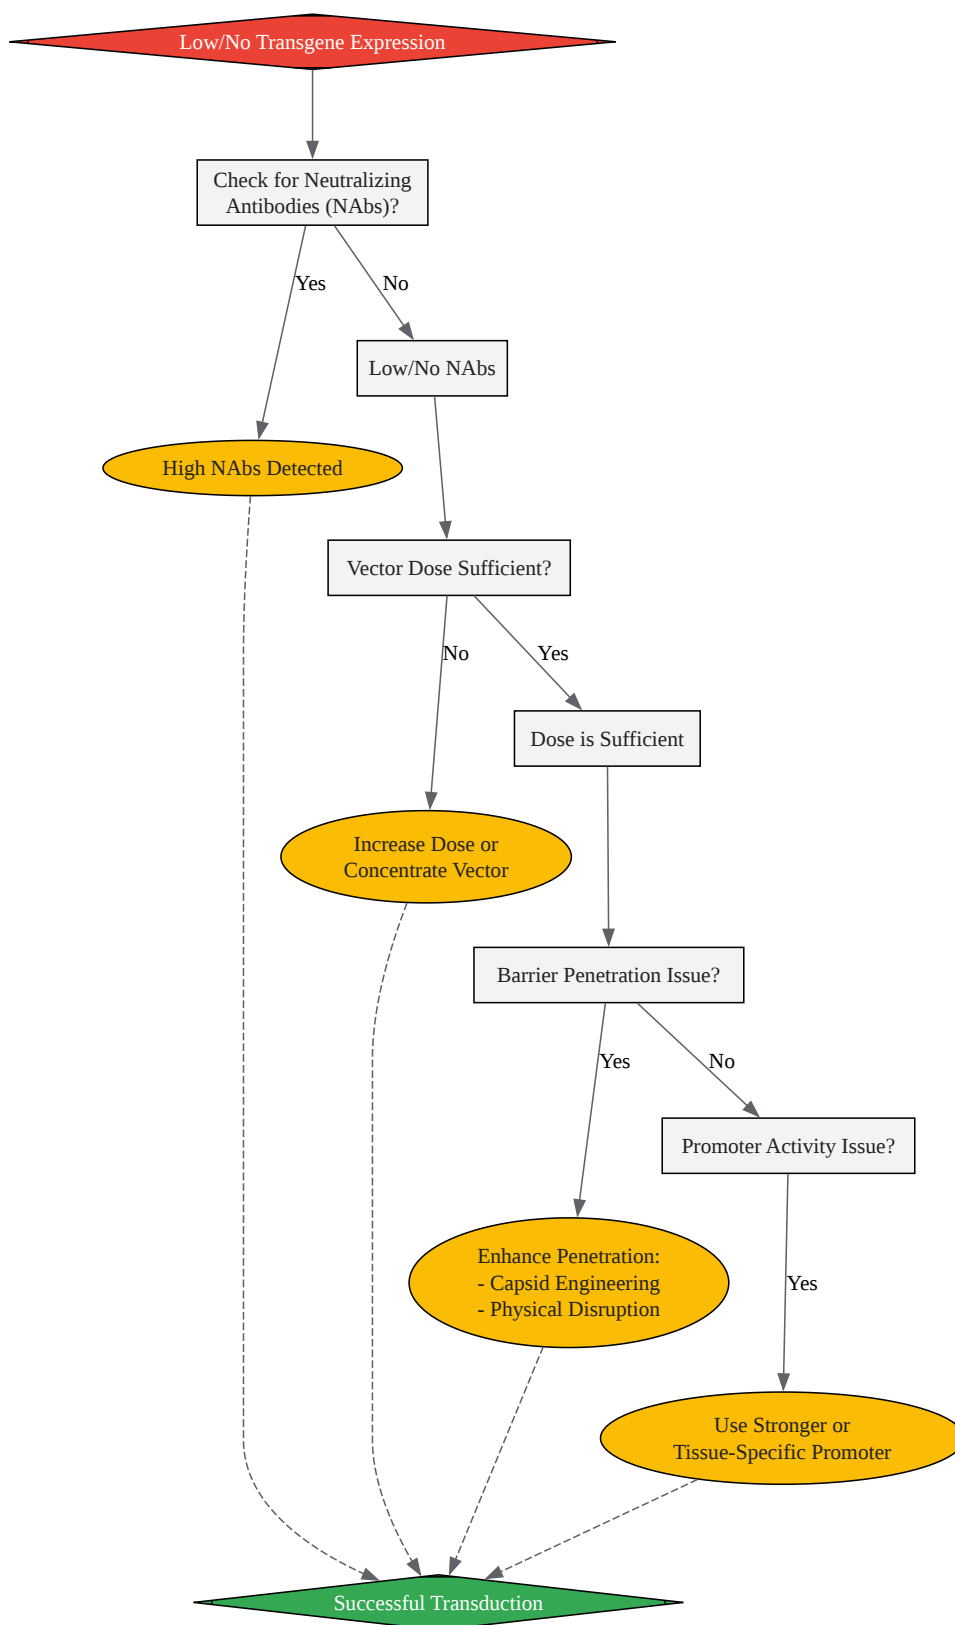 Low/No Transgene Expression
Check for Neutralizing
Antibodies (NAbs)?
Yes
No
Low/No NAbs
High NAbs Detected
Vector Dose Sufficient?
No
Yes
Dose is Sufficient
Increase Dose or
Concentrate Vector
Barrier Penetration Issue?
Yes
No
Promoter Activity Issue?
Enhance Penetration:
- Capsid Engineering
- Physical Disruption
Yes
Use Stronger or
Tissue-Specific Promoter
Successful Transduction